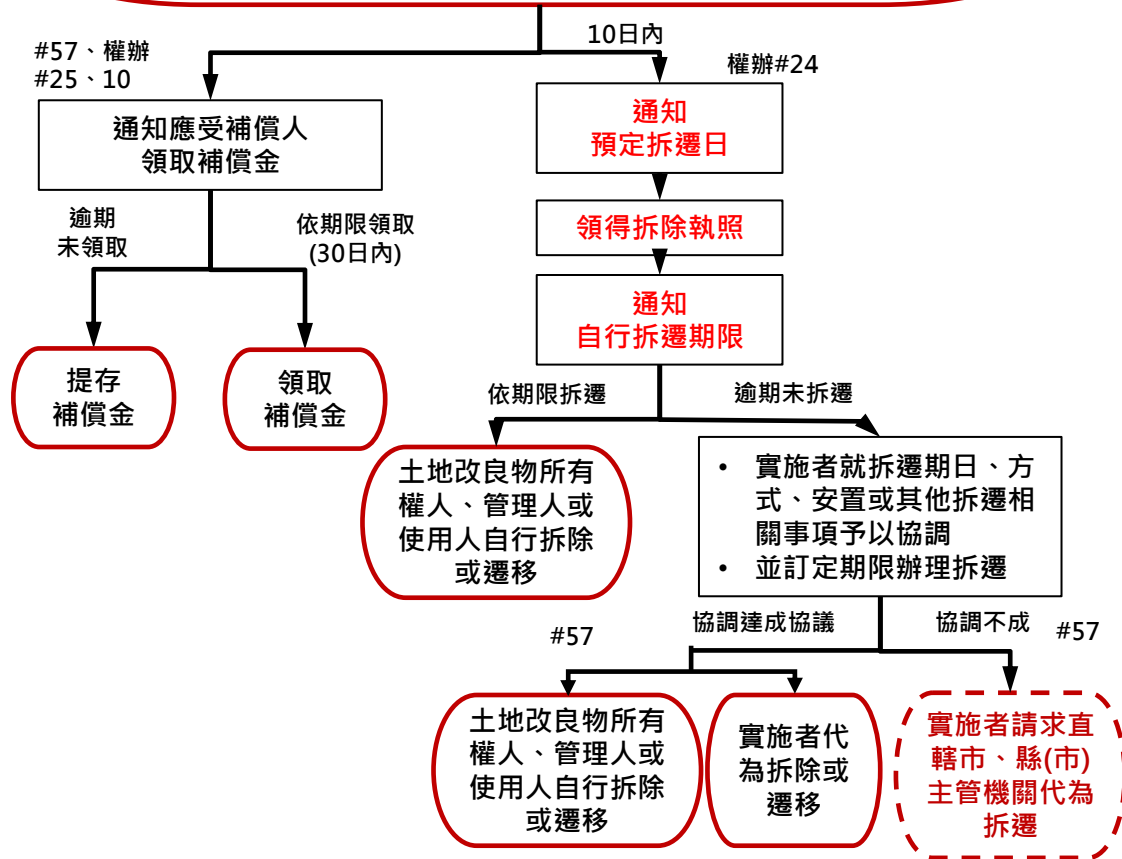 10日內
#57、權辦
#25、10
權辦#24
通知應受補償人
領取補償金
通知
預定拆遷日
逾期
未領取
依期限領取
(30日內)
領得拆除執照
通知
自行拆遷期限
提存
補償金
領取
補償金
依期限拆遷
逾期未拆遷
土地改良物所有
權人、管理人或
使用人自行拆除
或遷移
• 實施者就拆遷期日、方
式、安置或其他拆遷相
關事項予以協調
• 並訂定期限辦理拆遷
#57
協調達成協議
協調不成
#57
土地改良物所有
權人、管理人或
使用人自行拆除
或遷移
實施者代
為拆除或
遷移
實施者請求直
轄市、縣(市)
主管機關代為
拆遷